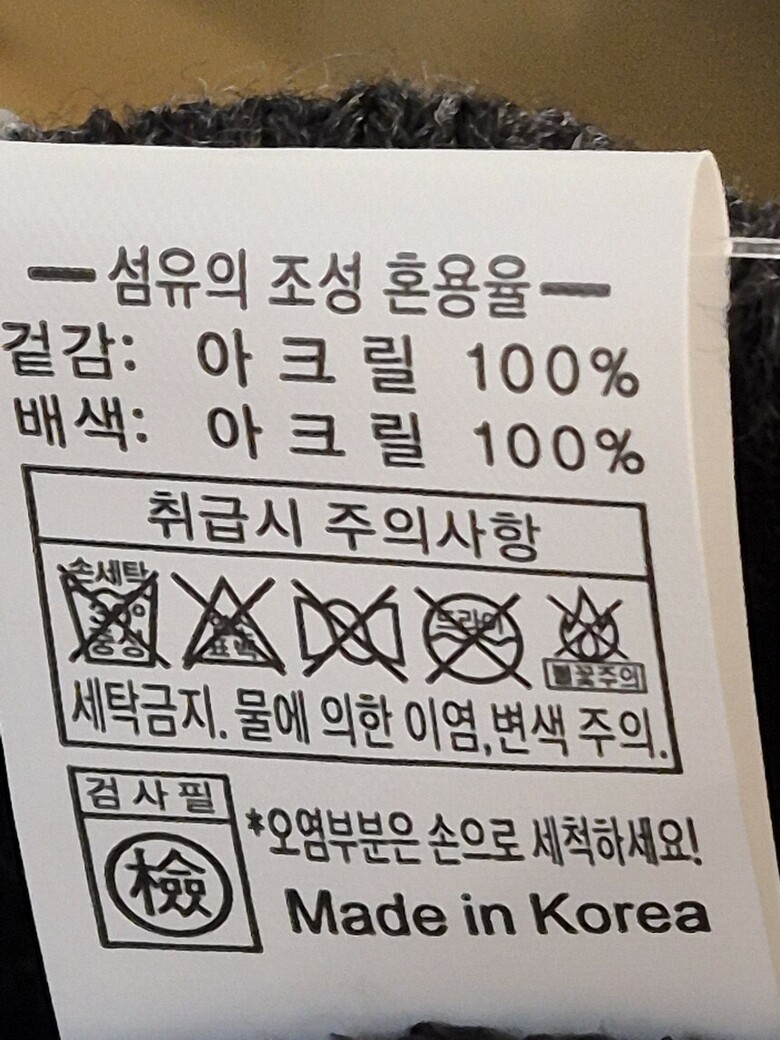 섬유의 조성 혼용율
겉감: 아 크 릴 100%
배색: 아 크 릴 100%
취급시 주의사항
손세탁
30°
중성
표백
드라이
불꽃주의
세탁금지. 물에 의한 이염,변색 주의.
검사필
檢
*오염부분은 손으로 세척하세요!
Made in Korea